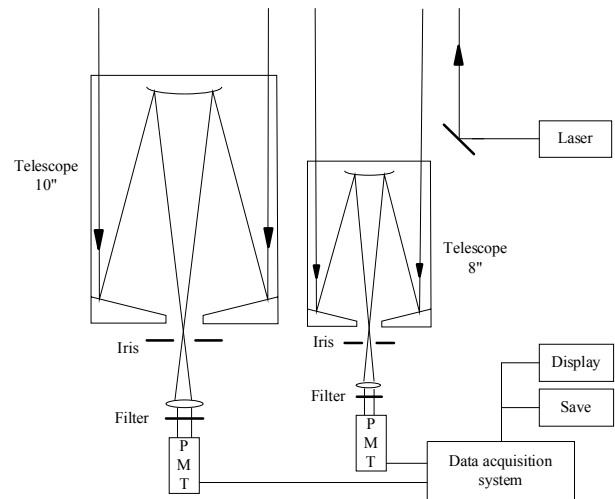 Laser
Telescope
10"
Telescope
8"
Iris
Iris
Filter
Filter
P
M
T
P
M
T
Display
Save
Data acquisition
system